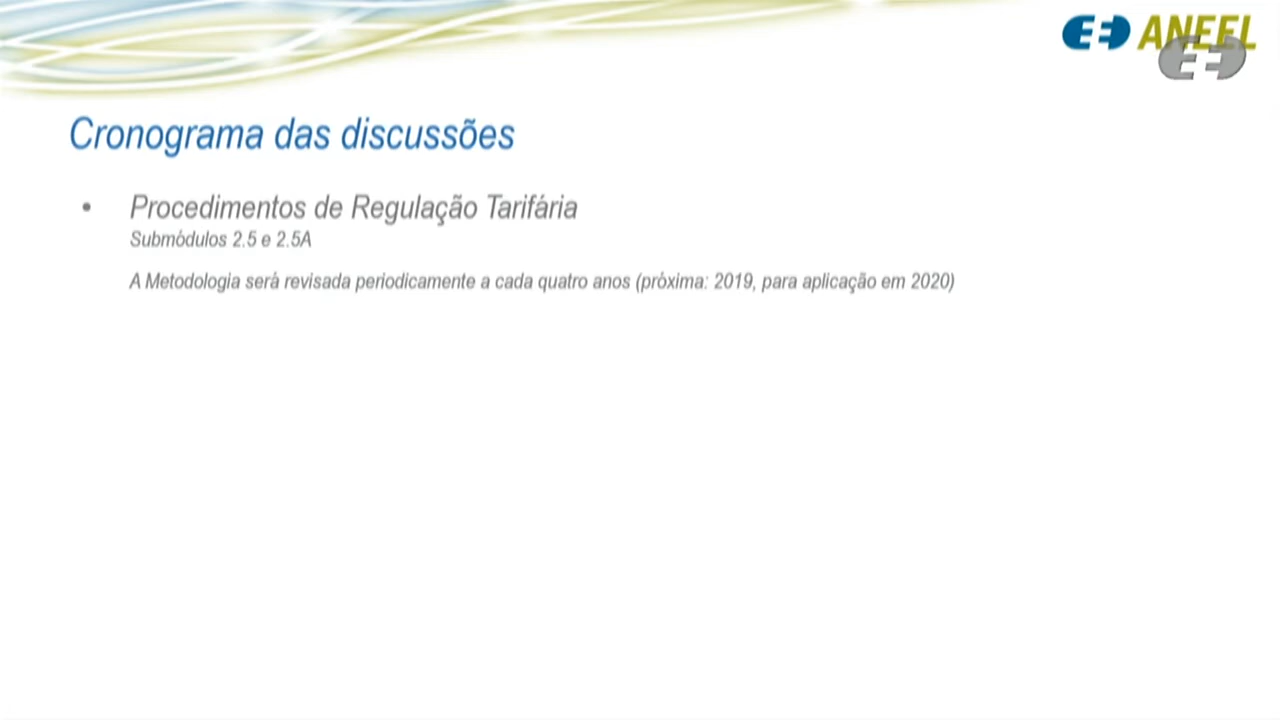 ANEEL
Cronograma das discussões
• Procedimentos de Regulação Tarifária
Submódulos 2.5 e 2.5A
A Metodologia será revisada periodicamente a cada quatro anos (próxima: 2019, para aplicação em 2020)